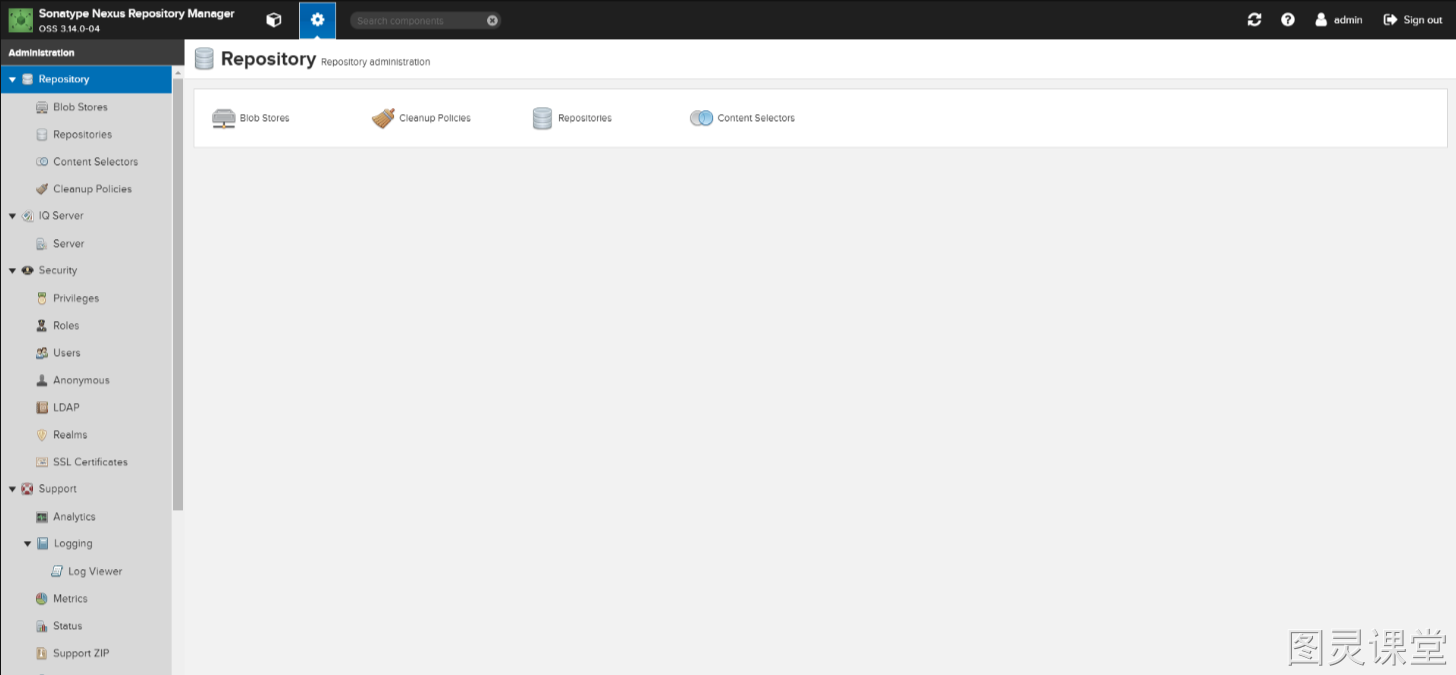 Sonatype Nexus Repository Manager
OSS 3.14.0-04
Search components
admin
Sign out
Administration
Repository
Blob Stores
Repositories
Content Selectors
Cleanup Policies
IQ Server
Server
Security
Privileges
Roles
Users
Anonymous
LDAP
Realms
SSL Certificates
Support
Analytics
Logging
Log Viewer
Metrics
Status
Support ZIP
Repository Repository administration
Blob Stores Cleanup Policies Repositories Content Selectors
图灵课堂